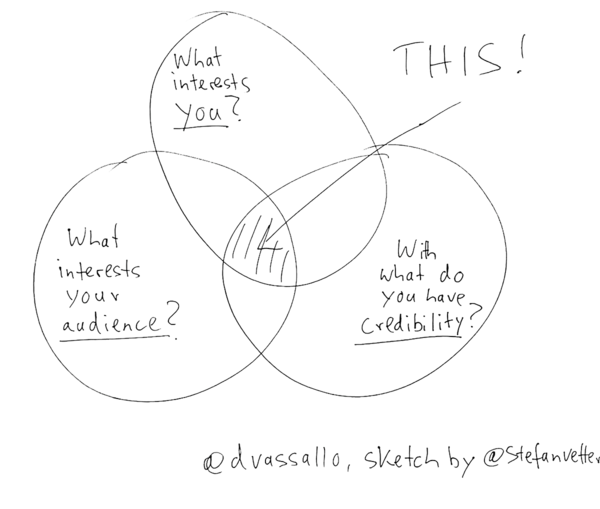 What
interests
you?
THIS!
What
interests
your
audience?
With
what do
you have
credibility?
@dvassallo, sketch by @stefanvetter